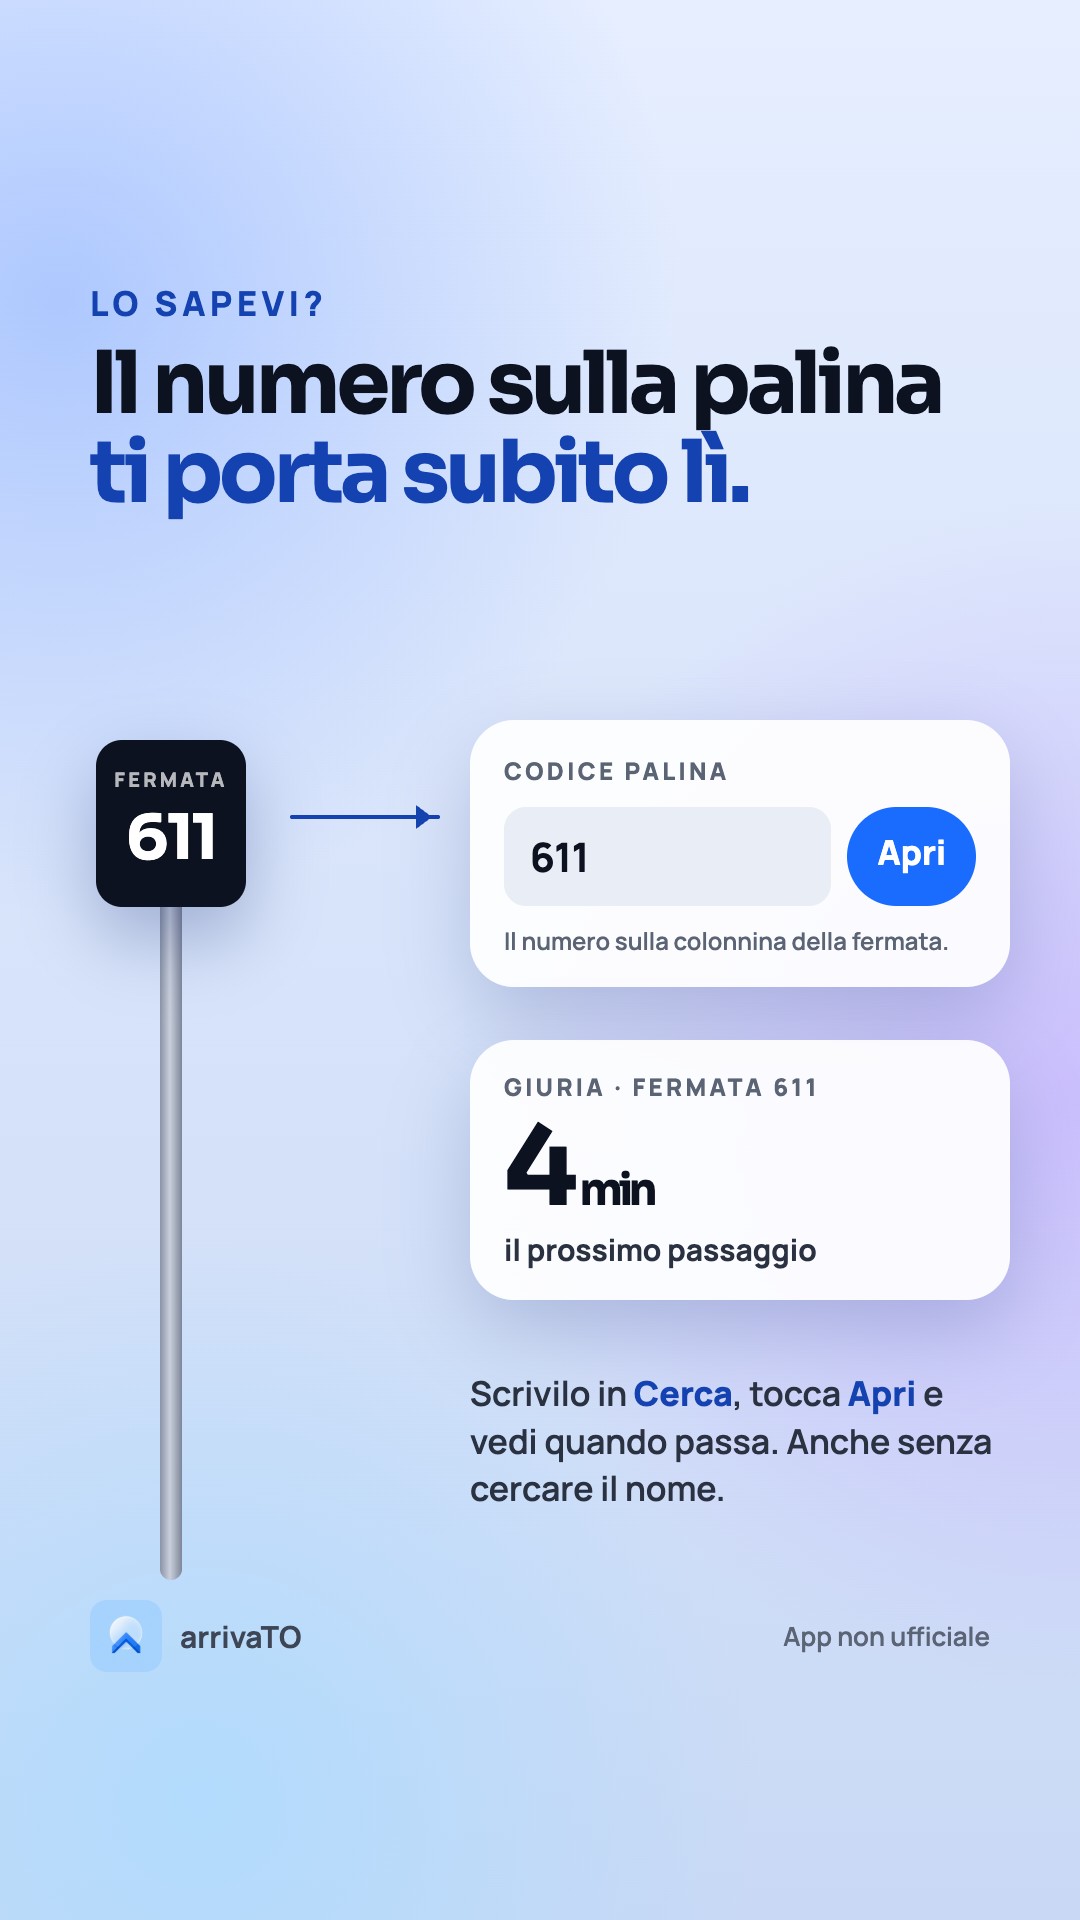 LO SAPEVI?
Il numero sulla palina
ti porta subito lì.
FERMATA
611
CODICE PALINA
611
Apri
Il numero sulla colonnina della fermata.
GIURIA · FERMATA 611
4 min
il prossimo passaggio
Scrivilo in Cerca, tocca Apri e
vedi quando passa. Anche senza
cercare il nome.
arrivaTO
App non ufficiale